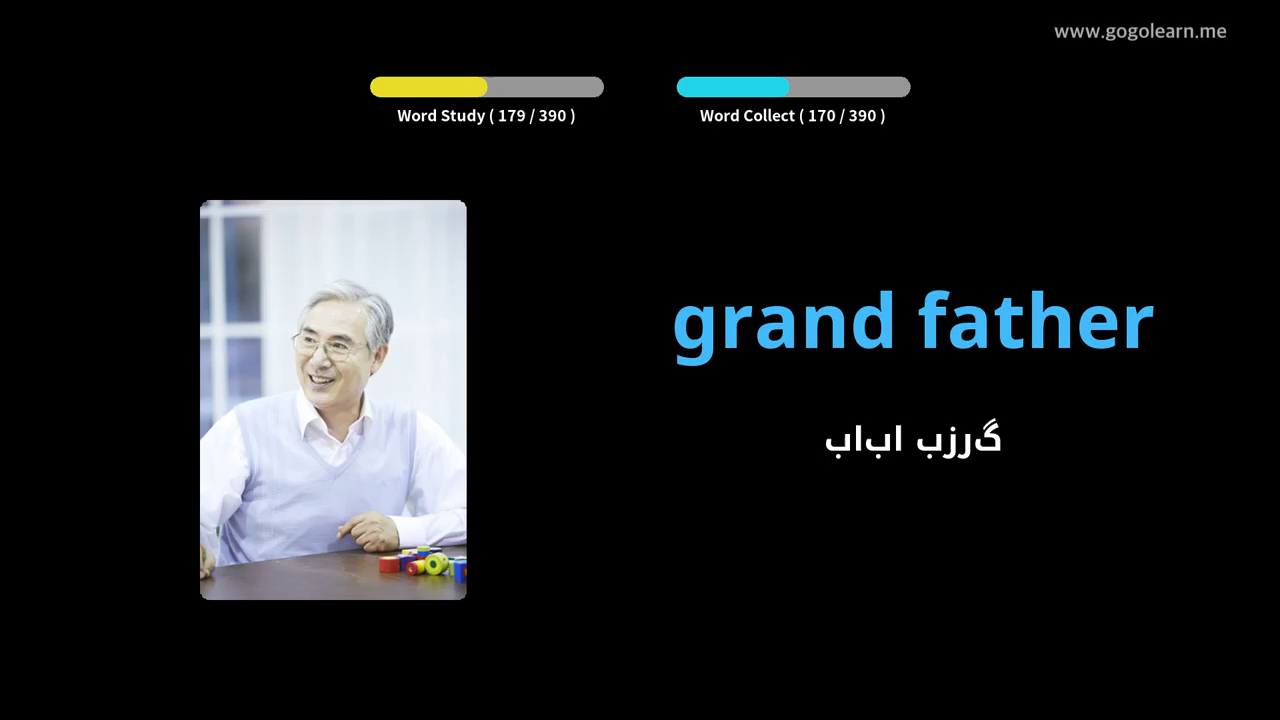 www.gogolearn.me
Word Study ( 179 / 390 )
Word Collect ( 170 / 390 )
grand father
گرزب اباب